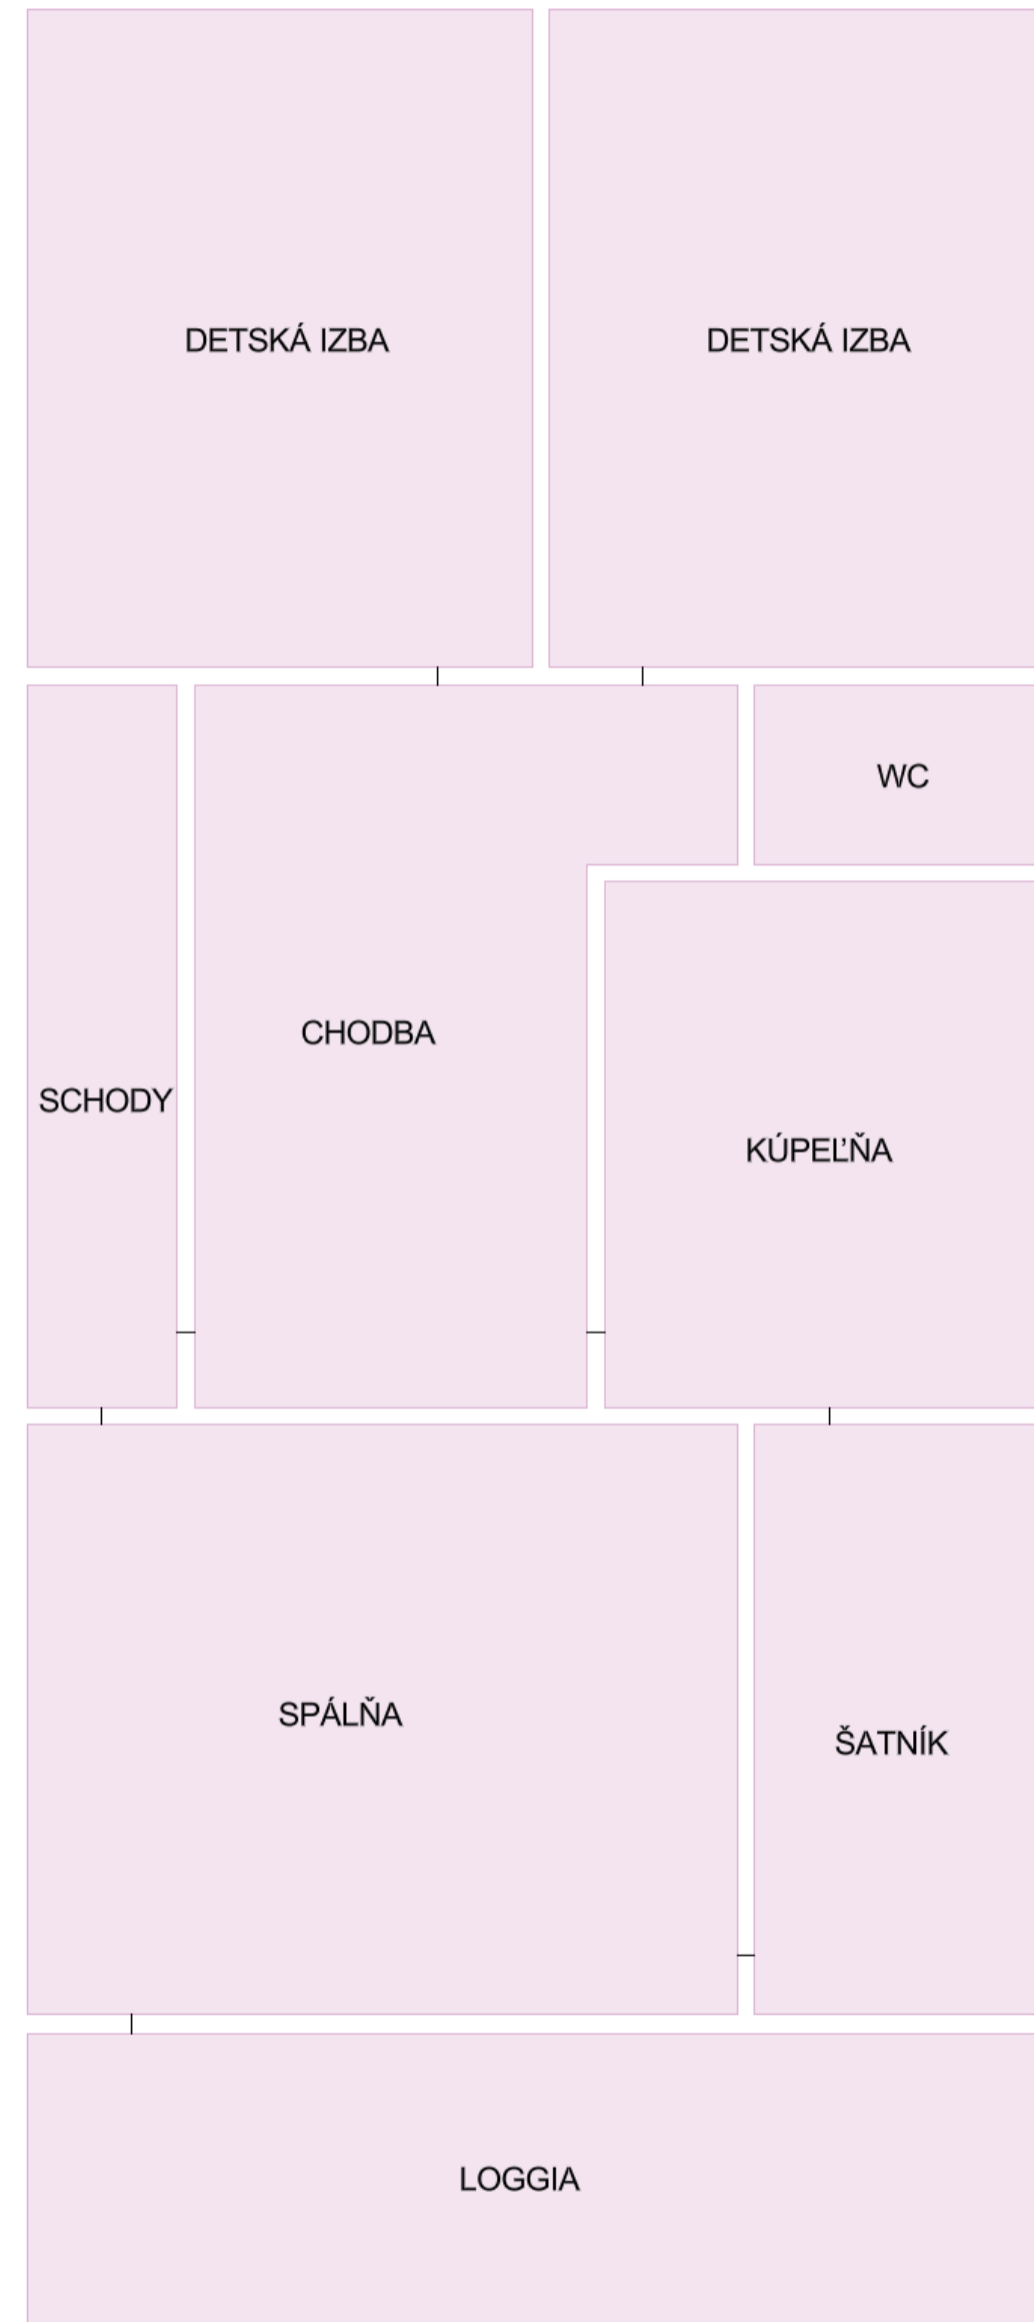 DETSKÁ IZBA
DETSKÁ IZBA
WC
CHODBA
SCHODY
KÚPEĽŇA
SPÁLŇA
ŠATNÍK
LOGGIA